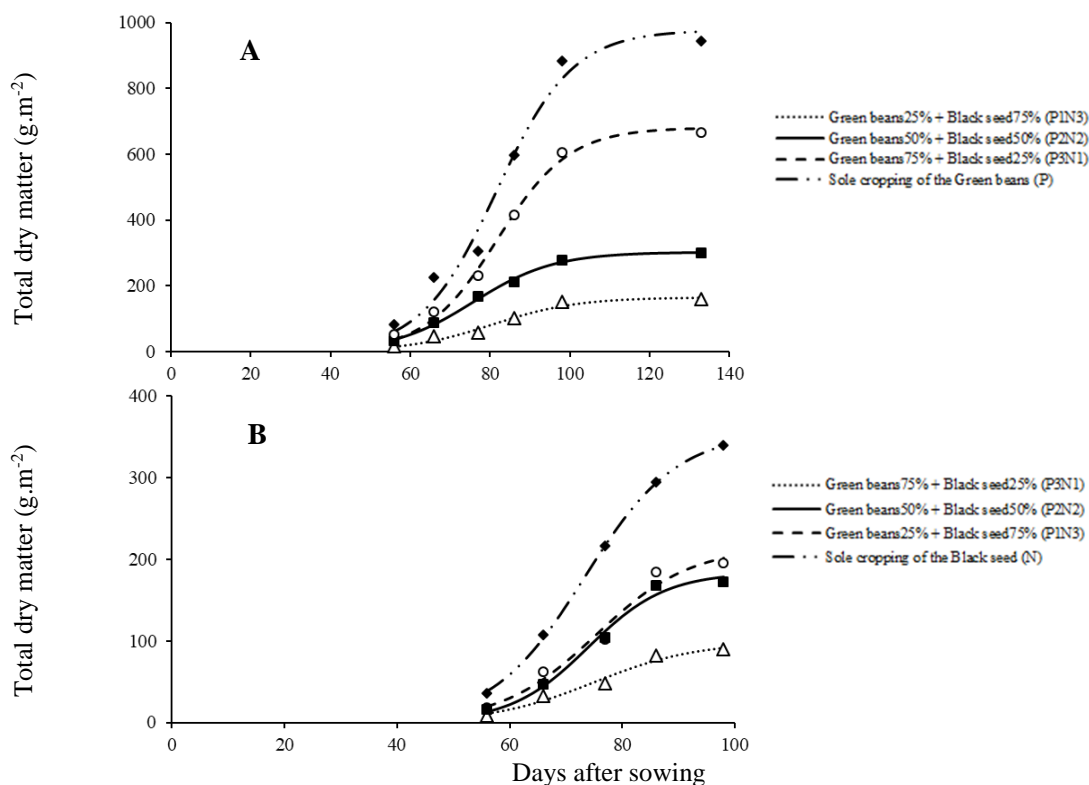 A
Total dry matter (g.m-2)
1000
800
600
400
200
0
0 20 40 60 80 100 120 140
Green beans25% + Black seed75% (P1N3)
Green beans50% + Black seed50% (P2N2)
Green beans75% + Black seed25% (P3N1)
Sole cropping of the Green beans (P)
B
Total dry matter (g.m-2)
400
300
200
100
0
0 20 40 60 80 100
Days after sowing
Green beans75% + Black seed25% (P3N1)
Green beans50% + Black seed50% (P2N2)
Green beans25% + Black seed75% (P1N3)
Sole cropping of the Black seed (N)